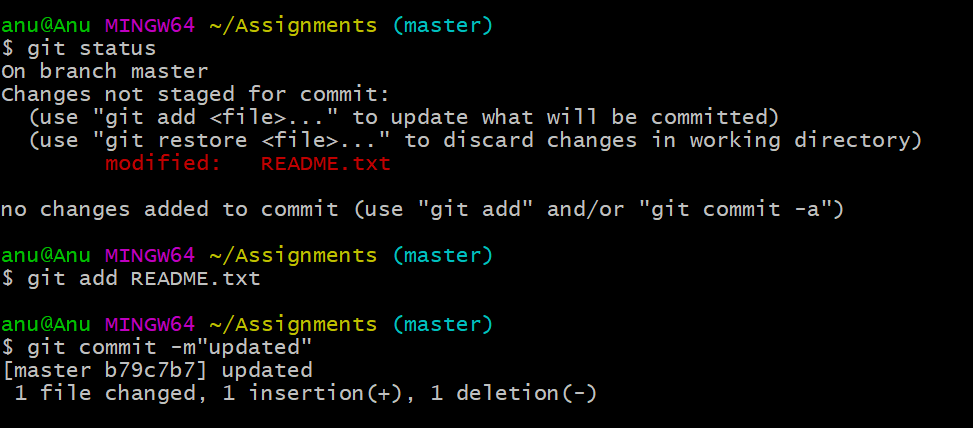 anu@Anu MINGW64 ~/Assignments (master)
$ git status
On branch master
Changes not staged for commit:
  (use "git add <file>..." to update what will be committed)
  (use "git restore <file>..." to discard changes in working directory)
        modified:   README.txt

no changes added to commit (use "git add" and/or "git commit -a")

anu@Anu MINGW64 ~/Assignments (master)
$ git add README.txt

anu@Anu MINGW64 ~/Assignments (master)
$ git commit -m"updated"
[master b79c7b7] updated
 1 file changed, 1 insertion(+), 1 deletion(-)